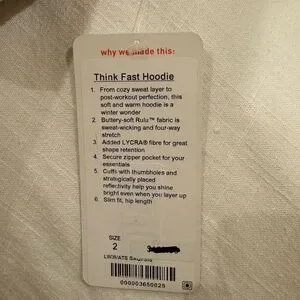 why we made this:
Think Fast Hoodie
1. From cozy sweat layer to
post-workout perfection, this
soft and warm hoodie is a
winter wonder
2. Buttery-soft Rulu™ fabric is
sweat-wicking and four-way
stretch
3. Added LYCRA® fibre for great
shape retention
4. Secure zipper pocket for your
essentials
5. Cuffs with thumbholes and
strategically placed
reflectivity help you shine
bright even when you layer up
6. Slim fit, hip length
SIZE
2
000003650025